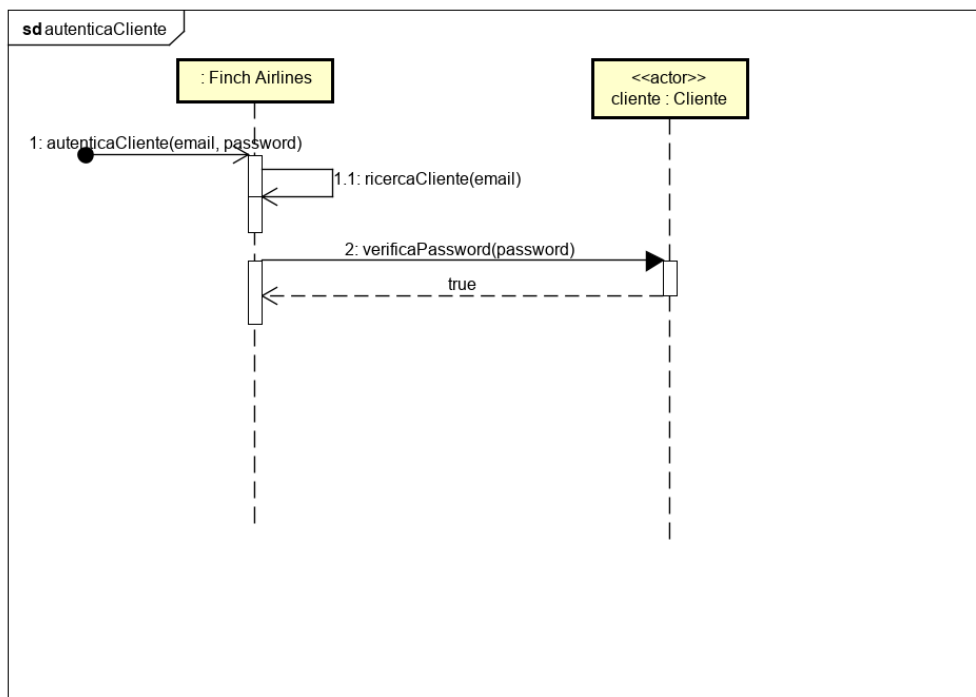 sd autenticaCliente
: Finch Airlines
<<actor>>
cliente : Cliente
1: autenticaCliente(email, password)
1.1: ricercaCliente(email)
2: verificaPassword(password)
true